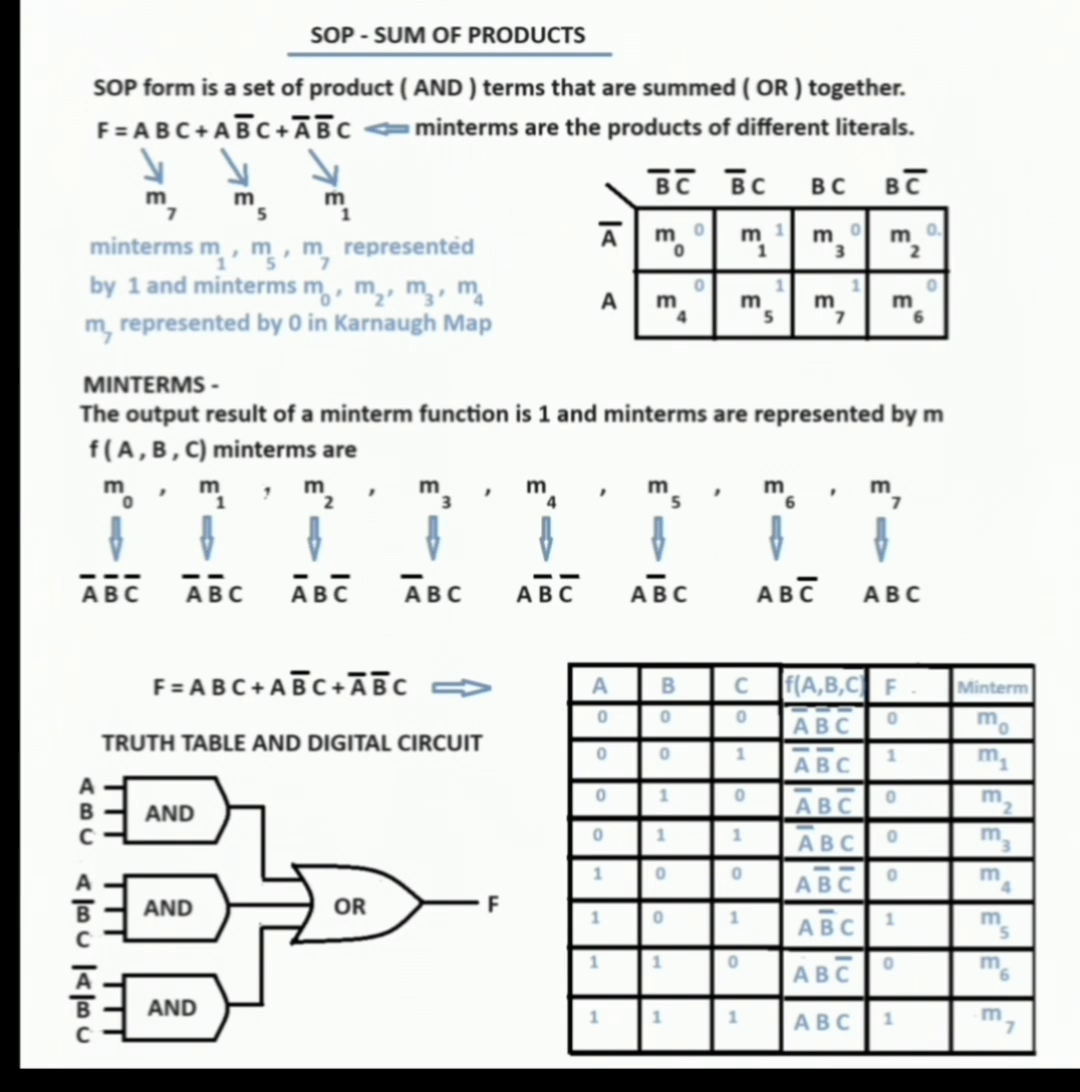 SOP - SUM OF PRODUCTS
SOP form is a set of product ( AND ) terms that are summed ( OR ) together.
F = A B C + A B̅ C + A̅ B̅ C ⇐ minterms are the products of different literals.
m₇ m₅ m₁
minterms m₁ , m₅ , m₇ represented
by 1 and minterms m₀ , m₂ , m₃ , m₄
m₇ represented by 0 in Karnaugh Map
B̅ C̅ B̅ C B C B C̅
A̅ m₀ 0 m₁ 1 m₃ 0 m₂ 0.
A m₄ 0 m₅ 1 m₇ 1 m₆ 0
MINTERMS -
The output result of a minterm function is 1 and minterms are represented by m
f ( A , B , C) minterms are
m₀ , m₁ , m₂ , m₃ , m₄ , m₅ , m₆ , m₇
A̅ B̅ C̅ A̅ B̅ C A̅ B C̅ A̅ B C A B̅ C̅ A B̅ C A B C̅ A B C
F = A B C + A B̅ C + A̅ B̅ C ⇒
TRUTH TABLE AND DIGITAL CIRCUIT
A
B AND
C
A
B̅ AND
C
A̅
B̅ AND
C
OR F
A B C f(A,B,C) F Minterm
0 0 0 A̅ B̅ C̅ 0 m₀
0 0 1 A̅ B̅ C 1 m₁
0 1 0 A̅ B C̅ 0 m₂
0 1 1 A̅ B C 0 m₃
1 0 0 A B̅ C̅ 0 m₄
1 0 1 A B̅ C 1 m₅
1 1 0 A B C̅ 0 m₆
1 1 1 A B C 1 m₇